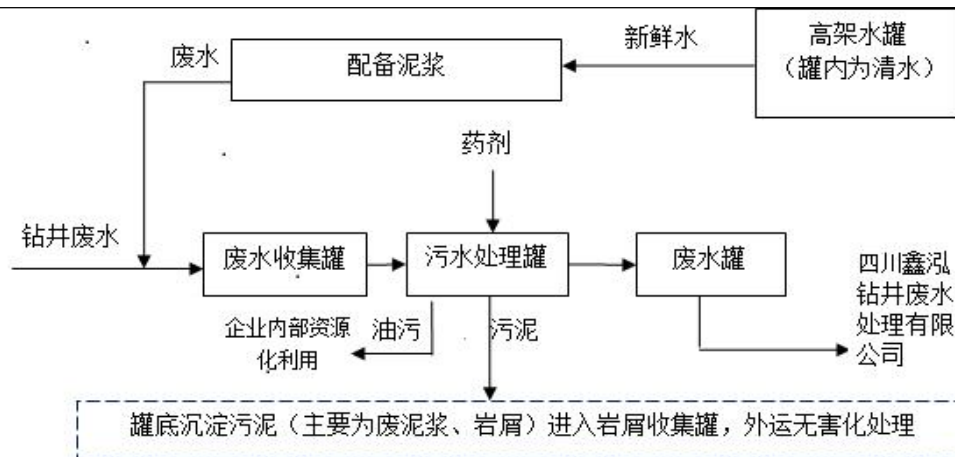 高架水罐
（罐内为清水）
新鲜水
配备泥浆
废水
药剂
钻井废水
废水收集罐
污水处理罐
废水罐
四川鑫泓
钻井废水
处理有限
公司
企业内部资源
化利用
油污
污泥
罐底沉淀污泥（主要为废泥浆、岩屑）进入岩屑收集罐，外运无害化处理